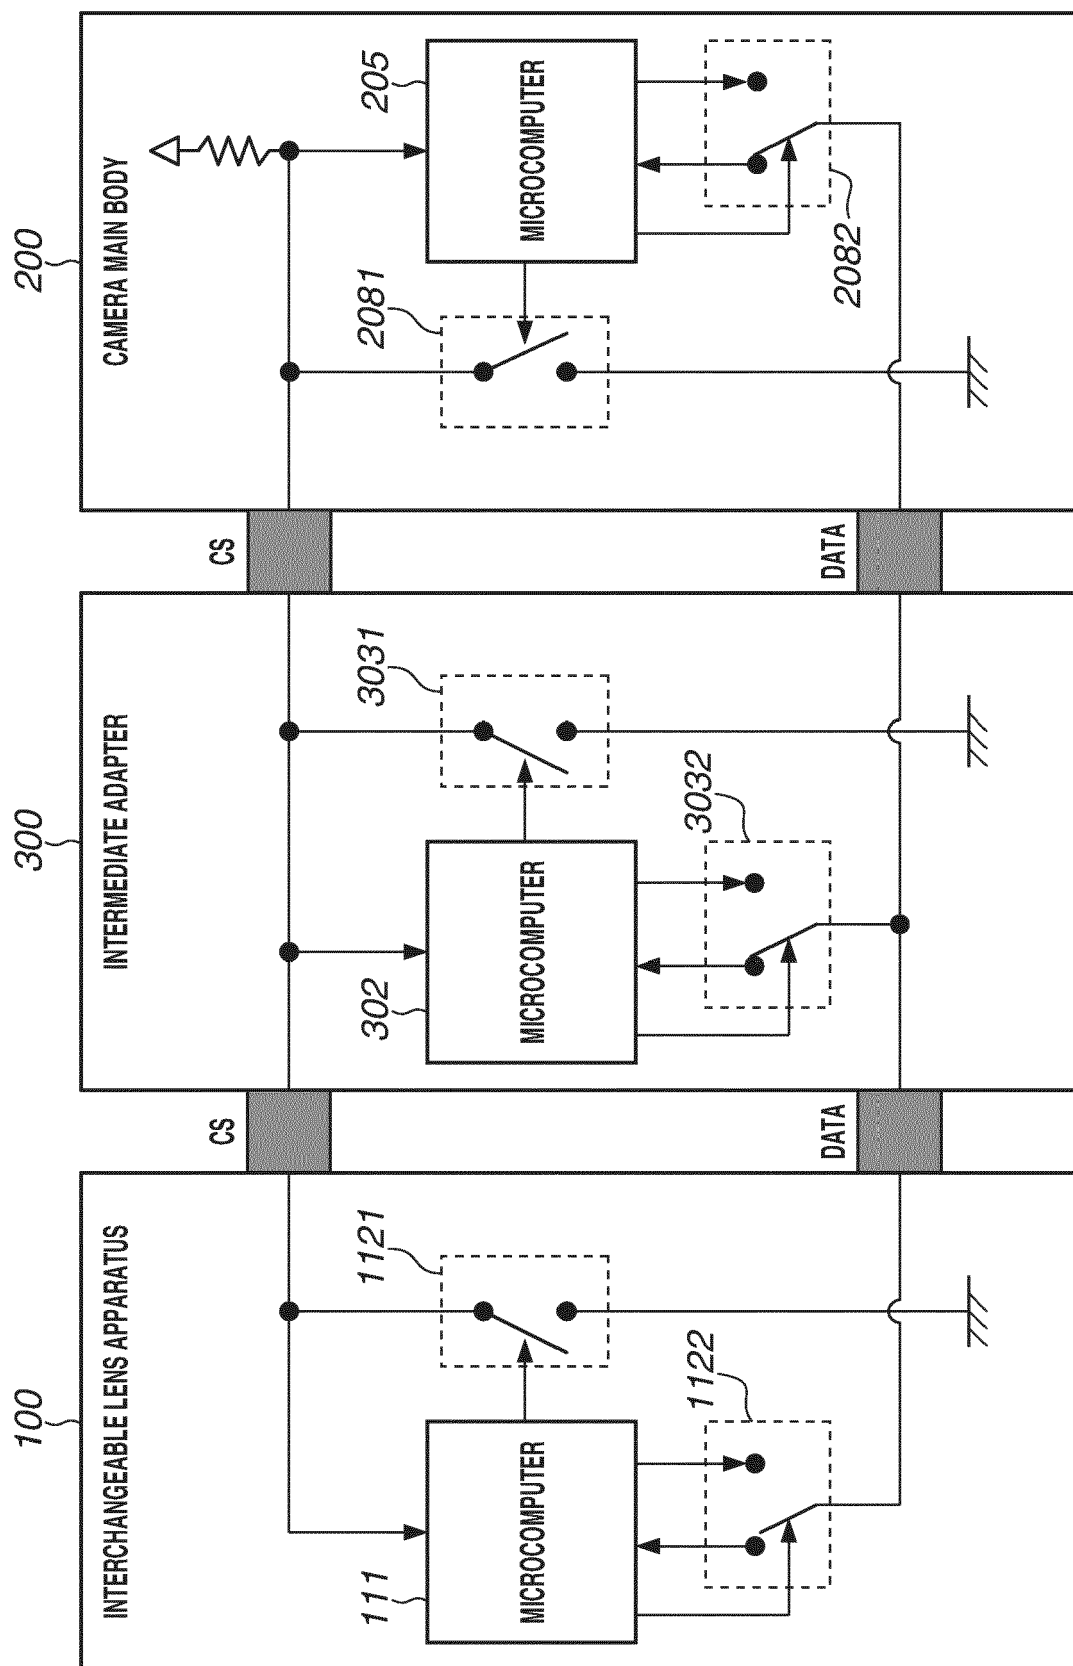 100
INTERCHANGEABLE LENS APPARATUS
111
MICROCOMPUTER
1121
1122
CS
DATA
300
INTERMEDIATE ADAPTER
302
MICROCOMPUTER
3031
3032
CS
DATA
200
CAMERA MAIN BODY
2081
205
MICROCOMPUTER
2082